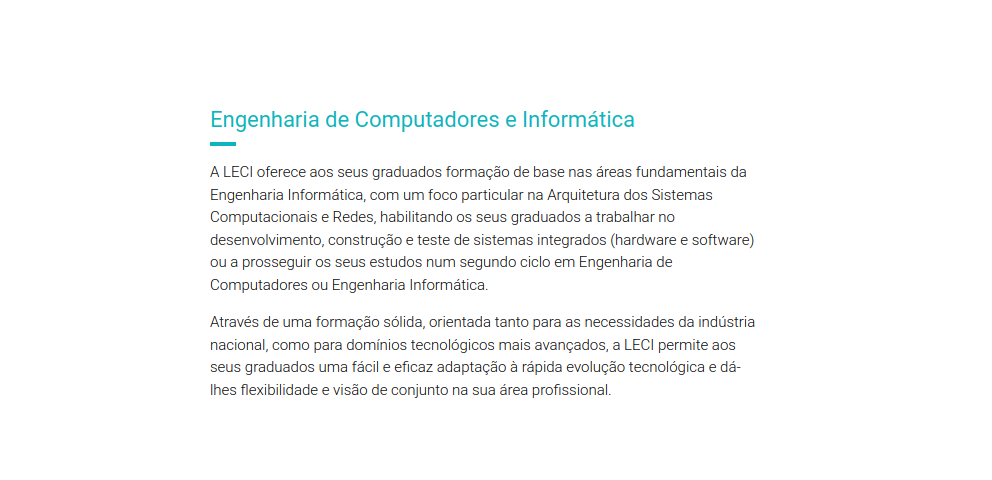 Engenharia de Computadores e Informática
A LECI oferece aos seus graduados formação de base nas áreas fundamentais da
Engenharia Informática, com um foco particular na Arquitetura dos Sistemas
Computacionais e Redes, habilitando os seus graduados a trabalhar no
desenvolvimento, construção e teste de sistemas integrados (hardware e software)
ou a prosseguir os seus estudos num segundo ciclo em Engenharia de
Computadores ou Engenharia Informática.
Através de uma formação sólida, orientada tanto para as necessidades da indústria
nacional, como para domínios tecnológicos mais avançados, a LECI permite aos
seus graduados uma fácil e eficaz adaptação à rápida evolução tecnológica e dá-
lhes flexibilidade e visão de conjunto na sua área profissional.